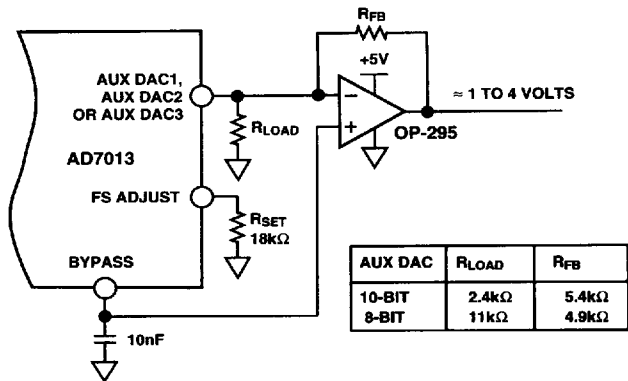 RFB
+5V
AUX DAC1,
AUX DAC2
OR AUX DAC3
−
+
≈ 1 TO 4 VOLTS
OP-295
RLOAD
AD7013
FS ADJUST
RSET
18kΩ
BYPASS
10nF
AUX DAC RLOAD RFB
10-BIT 2.4kΩ 5.4kΩ
8-BIT 11kΩ 4.9kΩ